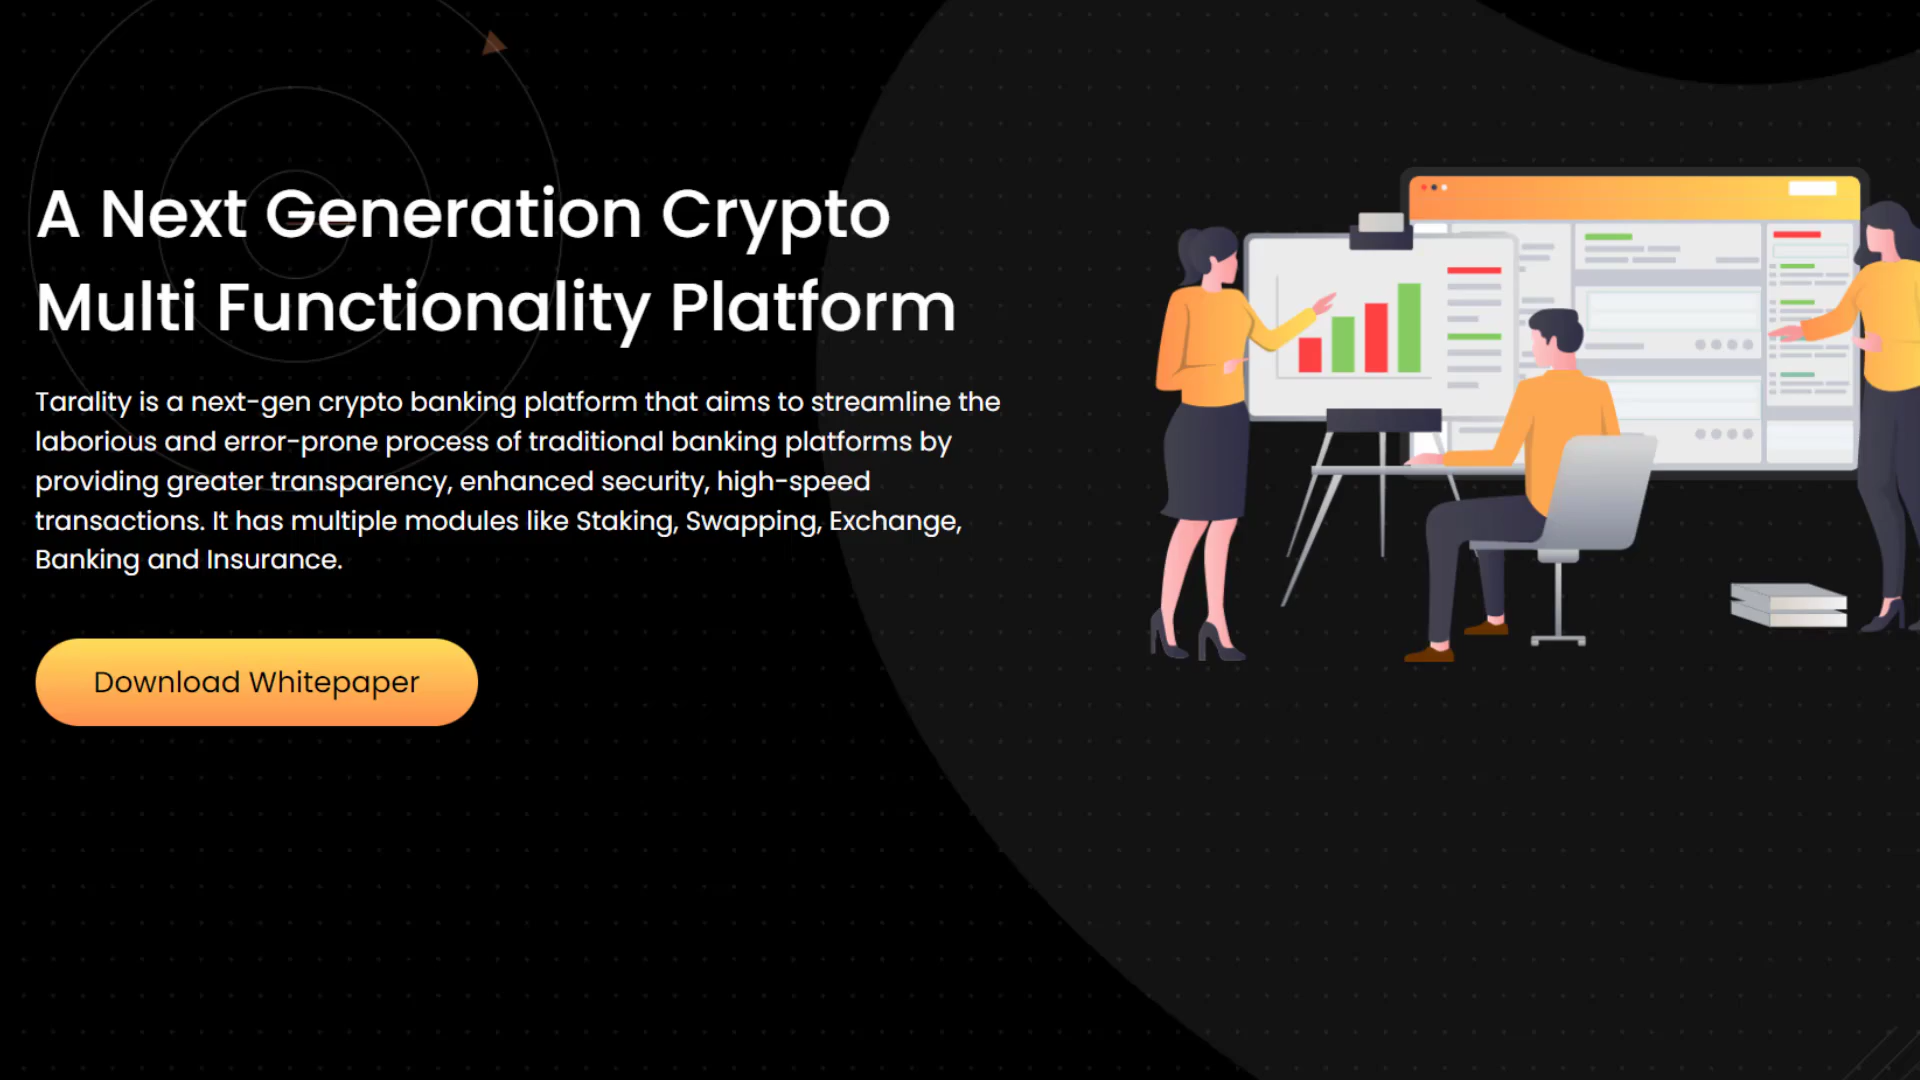 A Next Generation Crypto
Multi Functionality Platform
Tarality is a next-gen crypto banking platform that aims to streamline the
laborious and error-prone process of traditional banking platforms by
providing greater transparency, enhanced security, high-speed
transactions. It has multiple modules like Staking, Swapping, Exchange,
Banking and Insurance.
Download Whitepaper